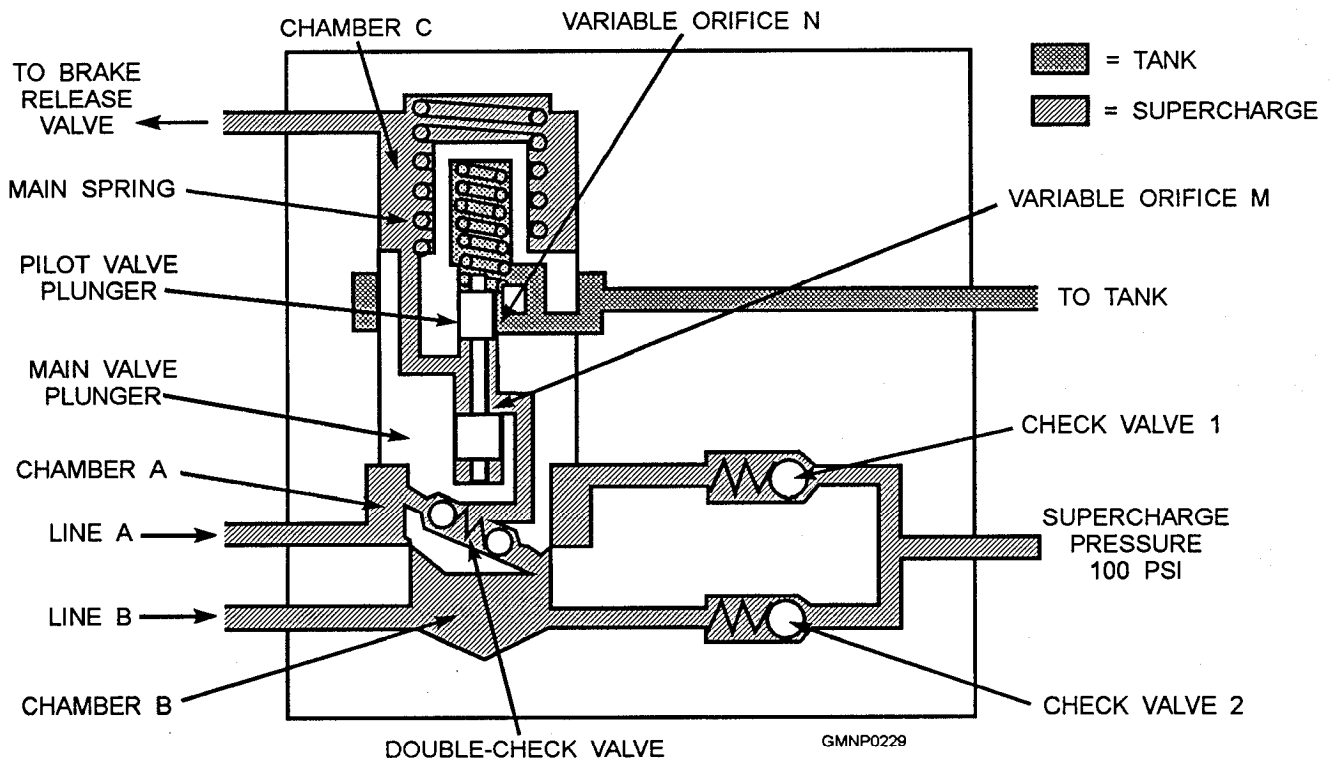 CHAMBER C
VARIABLE ORIFICE N
= TANK
= SUPERCHARGE
TO BRAKE
RELEASE
VALVE
MAIN SPRING
VARIABLE ORIFICE M
PILOT VALVE
PLUNGER
TO TANK
MAIN VALVE
PLUNGER
CHECK VALVE 1
CHAMBER A
LINE A
SUPERCHARGE
PRESSURE
100 PSI
LINE B
CHAMBER B
CHECK VALVE 2
DOUBLE-CHECK VALVE
GMNP0229